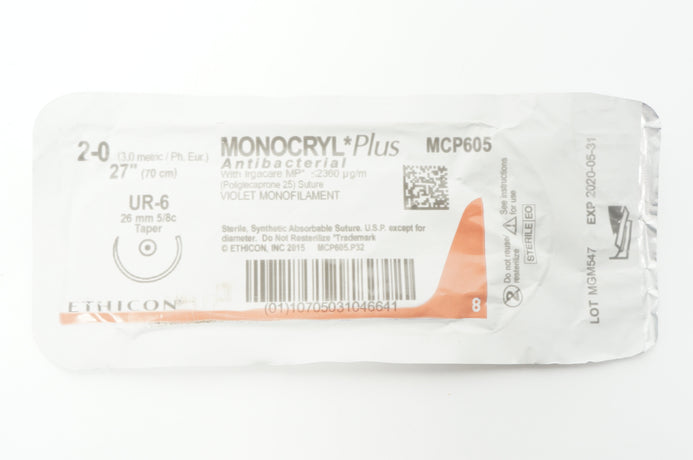 2-0 (3.0 metric / Ph. Eur.)
27" (70 cm)
UR-6
26 mm 5/8c
Taper
ETHICON
MONOCRYL*Plus MCP605
Antibacterial
With Irgacare MP* ≤2360 µg/m
(Poliglecaprone 25) Suture
VIOLET MONOFILAMENT
Sterile, Synthetic Absorbable Suture. U.S.P. except for
diameter. Do Not Resterilize *Trademark
© ETHICON, INC 2015 MCP605.P32
(01)10705031046641
8
Do not reuse/
resterilize
See instructions
for use
STERILE EO
LOT MGM547 EXP 2020-05-31